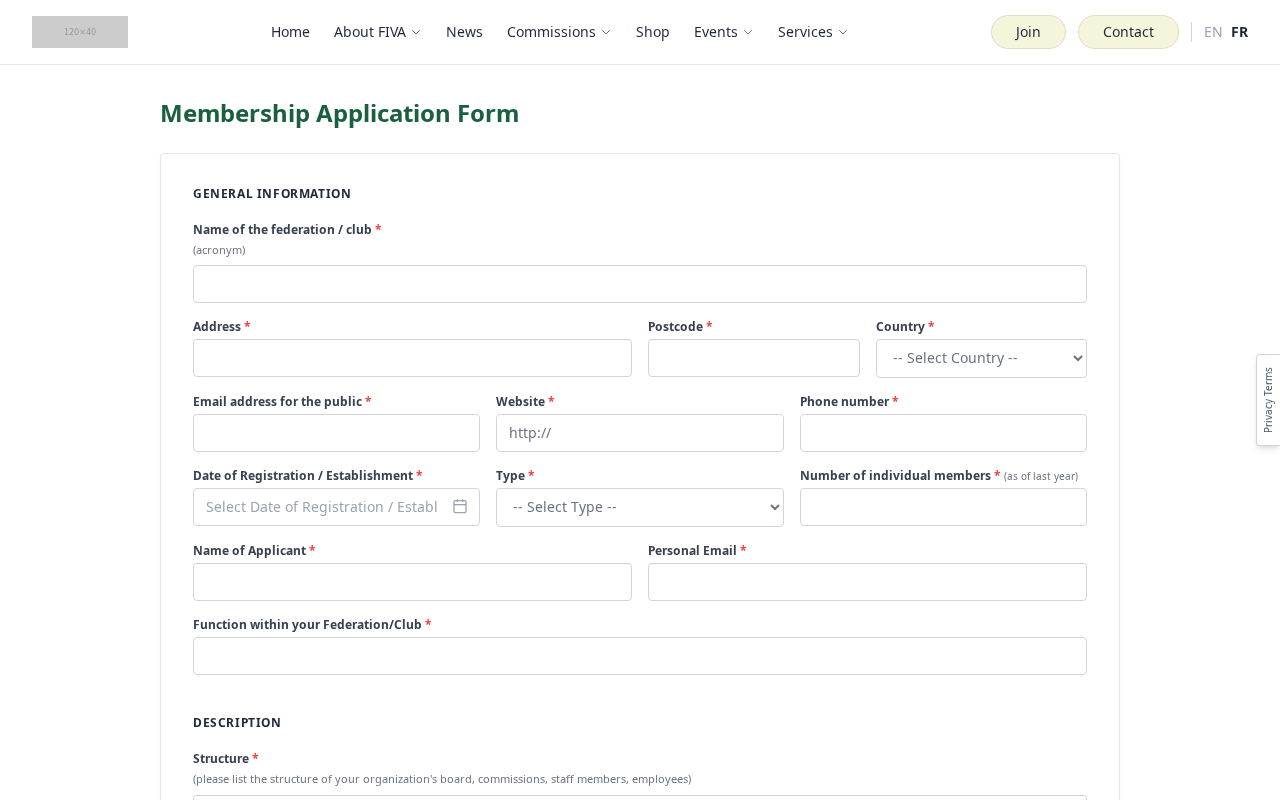 120×40
Home About FIVA News Commissions Shop Events Services Join Contact EN FR
Membership Application Form
GENERAL INFORMATION
Name of the federation / club *
(acronym)
Address * Postcode * Country *
-- Select Country --
Email address for the public * Website * Phone number *
http://
Date of Registration / Establishment * Type * Number of individual members * (as of last year)
Select Date of Registration / Establ -- Select Type --
Name of Applicant * Personal Email *
Function within your Federation/Club *
DESCRIPTION
Structure *
(please list the structure of your organization's board, commissions, staff members, employees)
Privacy Terms